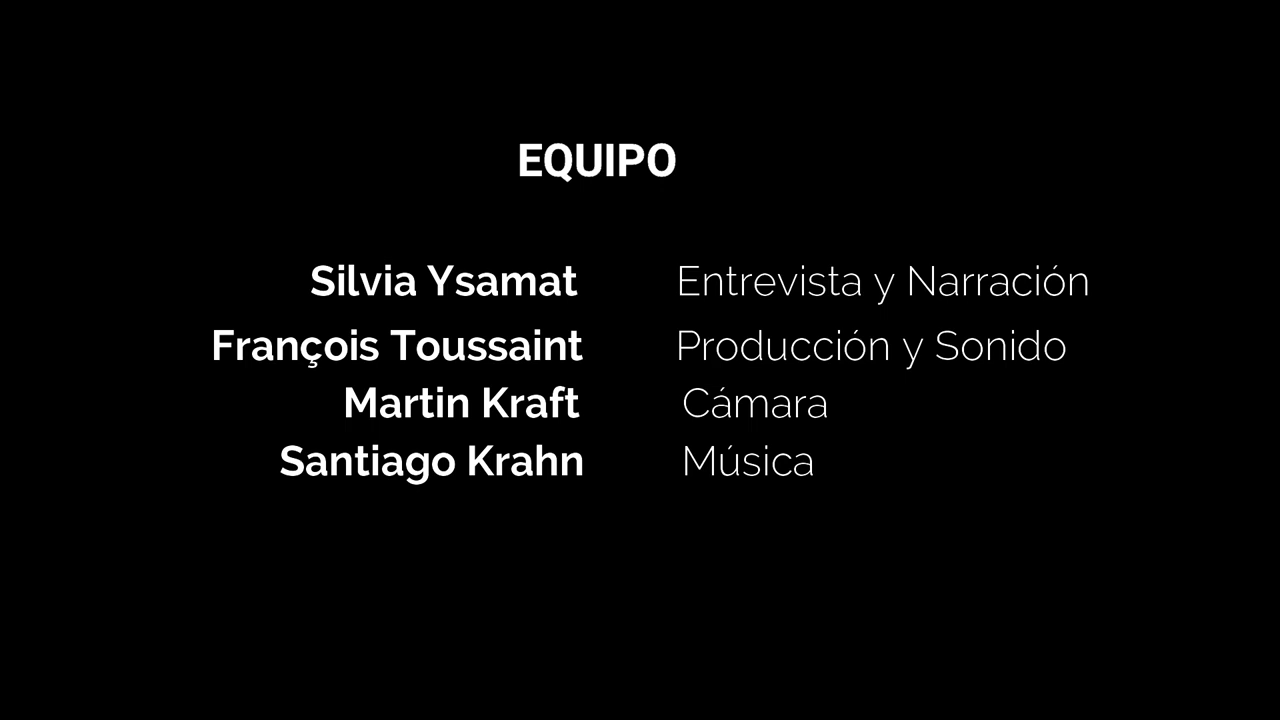 EQUIPO
Silvia Ysamat Entrevista y Narración
François Toussaint Producción y Sonido
Martin Kraft Cámara
Santiago Krahn Música